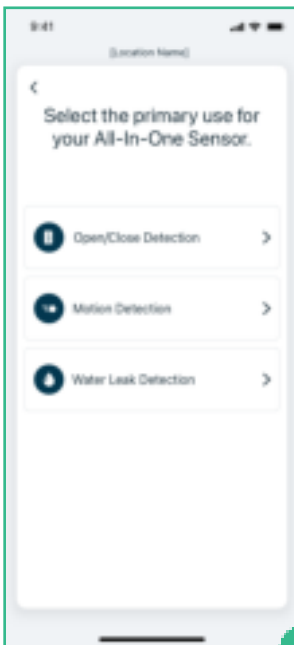 9:41
[Location Name]
Select the primary use for
your All-In-One Sensor.
Open/Close Detection
Motion Detection
Water Leak Detection